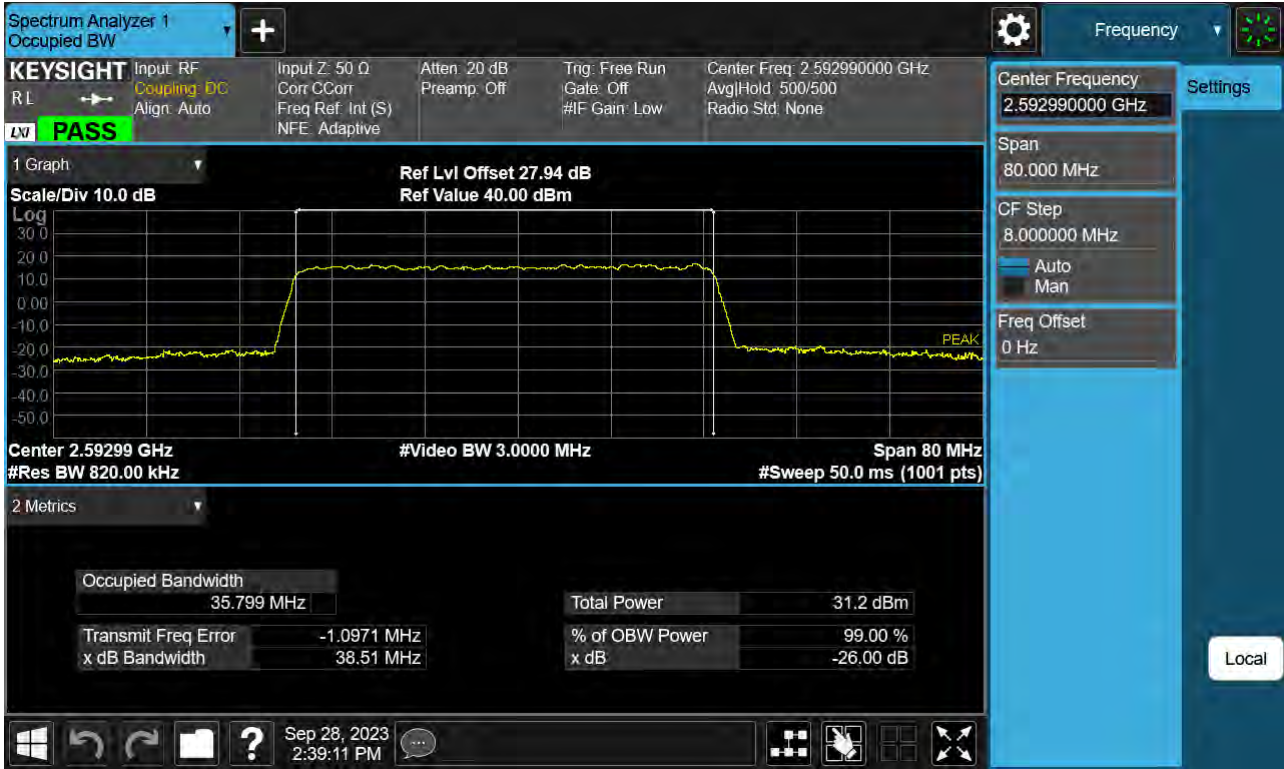 Spectrum Analyzer 1
Occupied BW
Frequency
KEYSIGHT
R L
LXI PASS
Input: RF
Coupling: DC
Align: Auto
Input Z: 50 Ω
Corr CCorr
Freq Ref: Int (S)
NFE: Adaptive
Atten: 20 dB
Preamp: Off
Trig: Free Run
Gate: Off
#IF Gain: Low
Center Freq: 2.592990000 GHz
Avg|Hold: 500/500
Radio Std: None
Center Frequency
2.592990000 GHz
Settings
Span
80.000 MHz
CF Step
8.000000 MHz
Auto
Man
Freq Offset
0 Hz
Local
1 Graph
Scale/Div 10.0 dB
Ref Lvl Offset 27.94 dB
Ref Value 40.00 dBm
Log
30.0
20.0
10.0
0.00
-10.0
-20.0
-30.0
-40.0
-50.0
PEAK
Center 2.59299 GHz
#Video BW 3.0000 MHz
Span 80 MHz
#Res BW 820.00 kHz
#Sweep 50.0 ms (1001 pts)
2 Metrics
Occupied Bandwidth
35.799 MHz
Total Power 31.2 dBm
Transmit Freq Error -1.0971 MHz
% of OBW Power 99.00 %
x dB Bandwidth 38.51 MHz
x dB -26.00 dB
?
Sep 28, 2023
2:39:11 PM